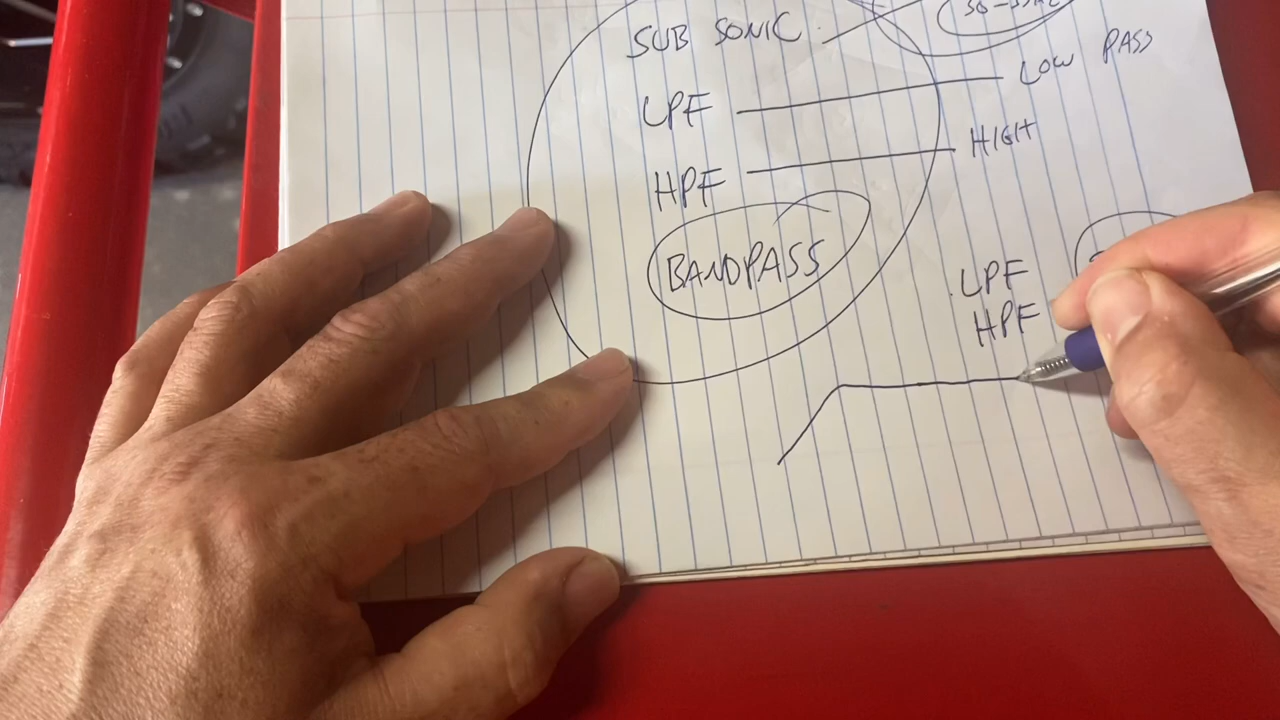 SUB SONIC
LPF — LOW PASS
HPF — HIGH
BANDPASS
LPF
HPF